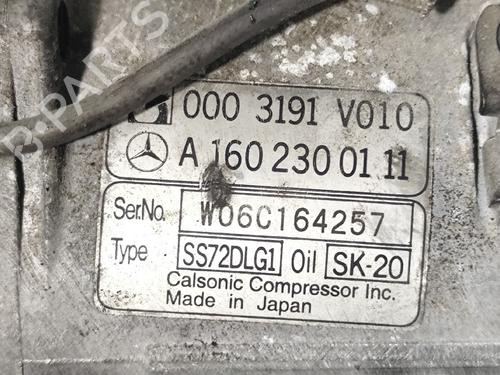 000 3191 V010
A 160 230 01 11
Ser.No. W06C164257
Type SS72DLG1 Oil SK-20
Calsonic Compressor Inc.
Made in Japan
B-PARTS